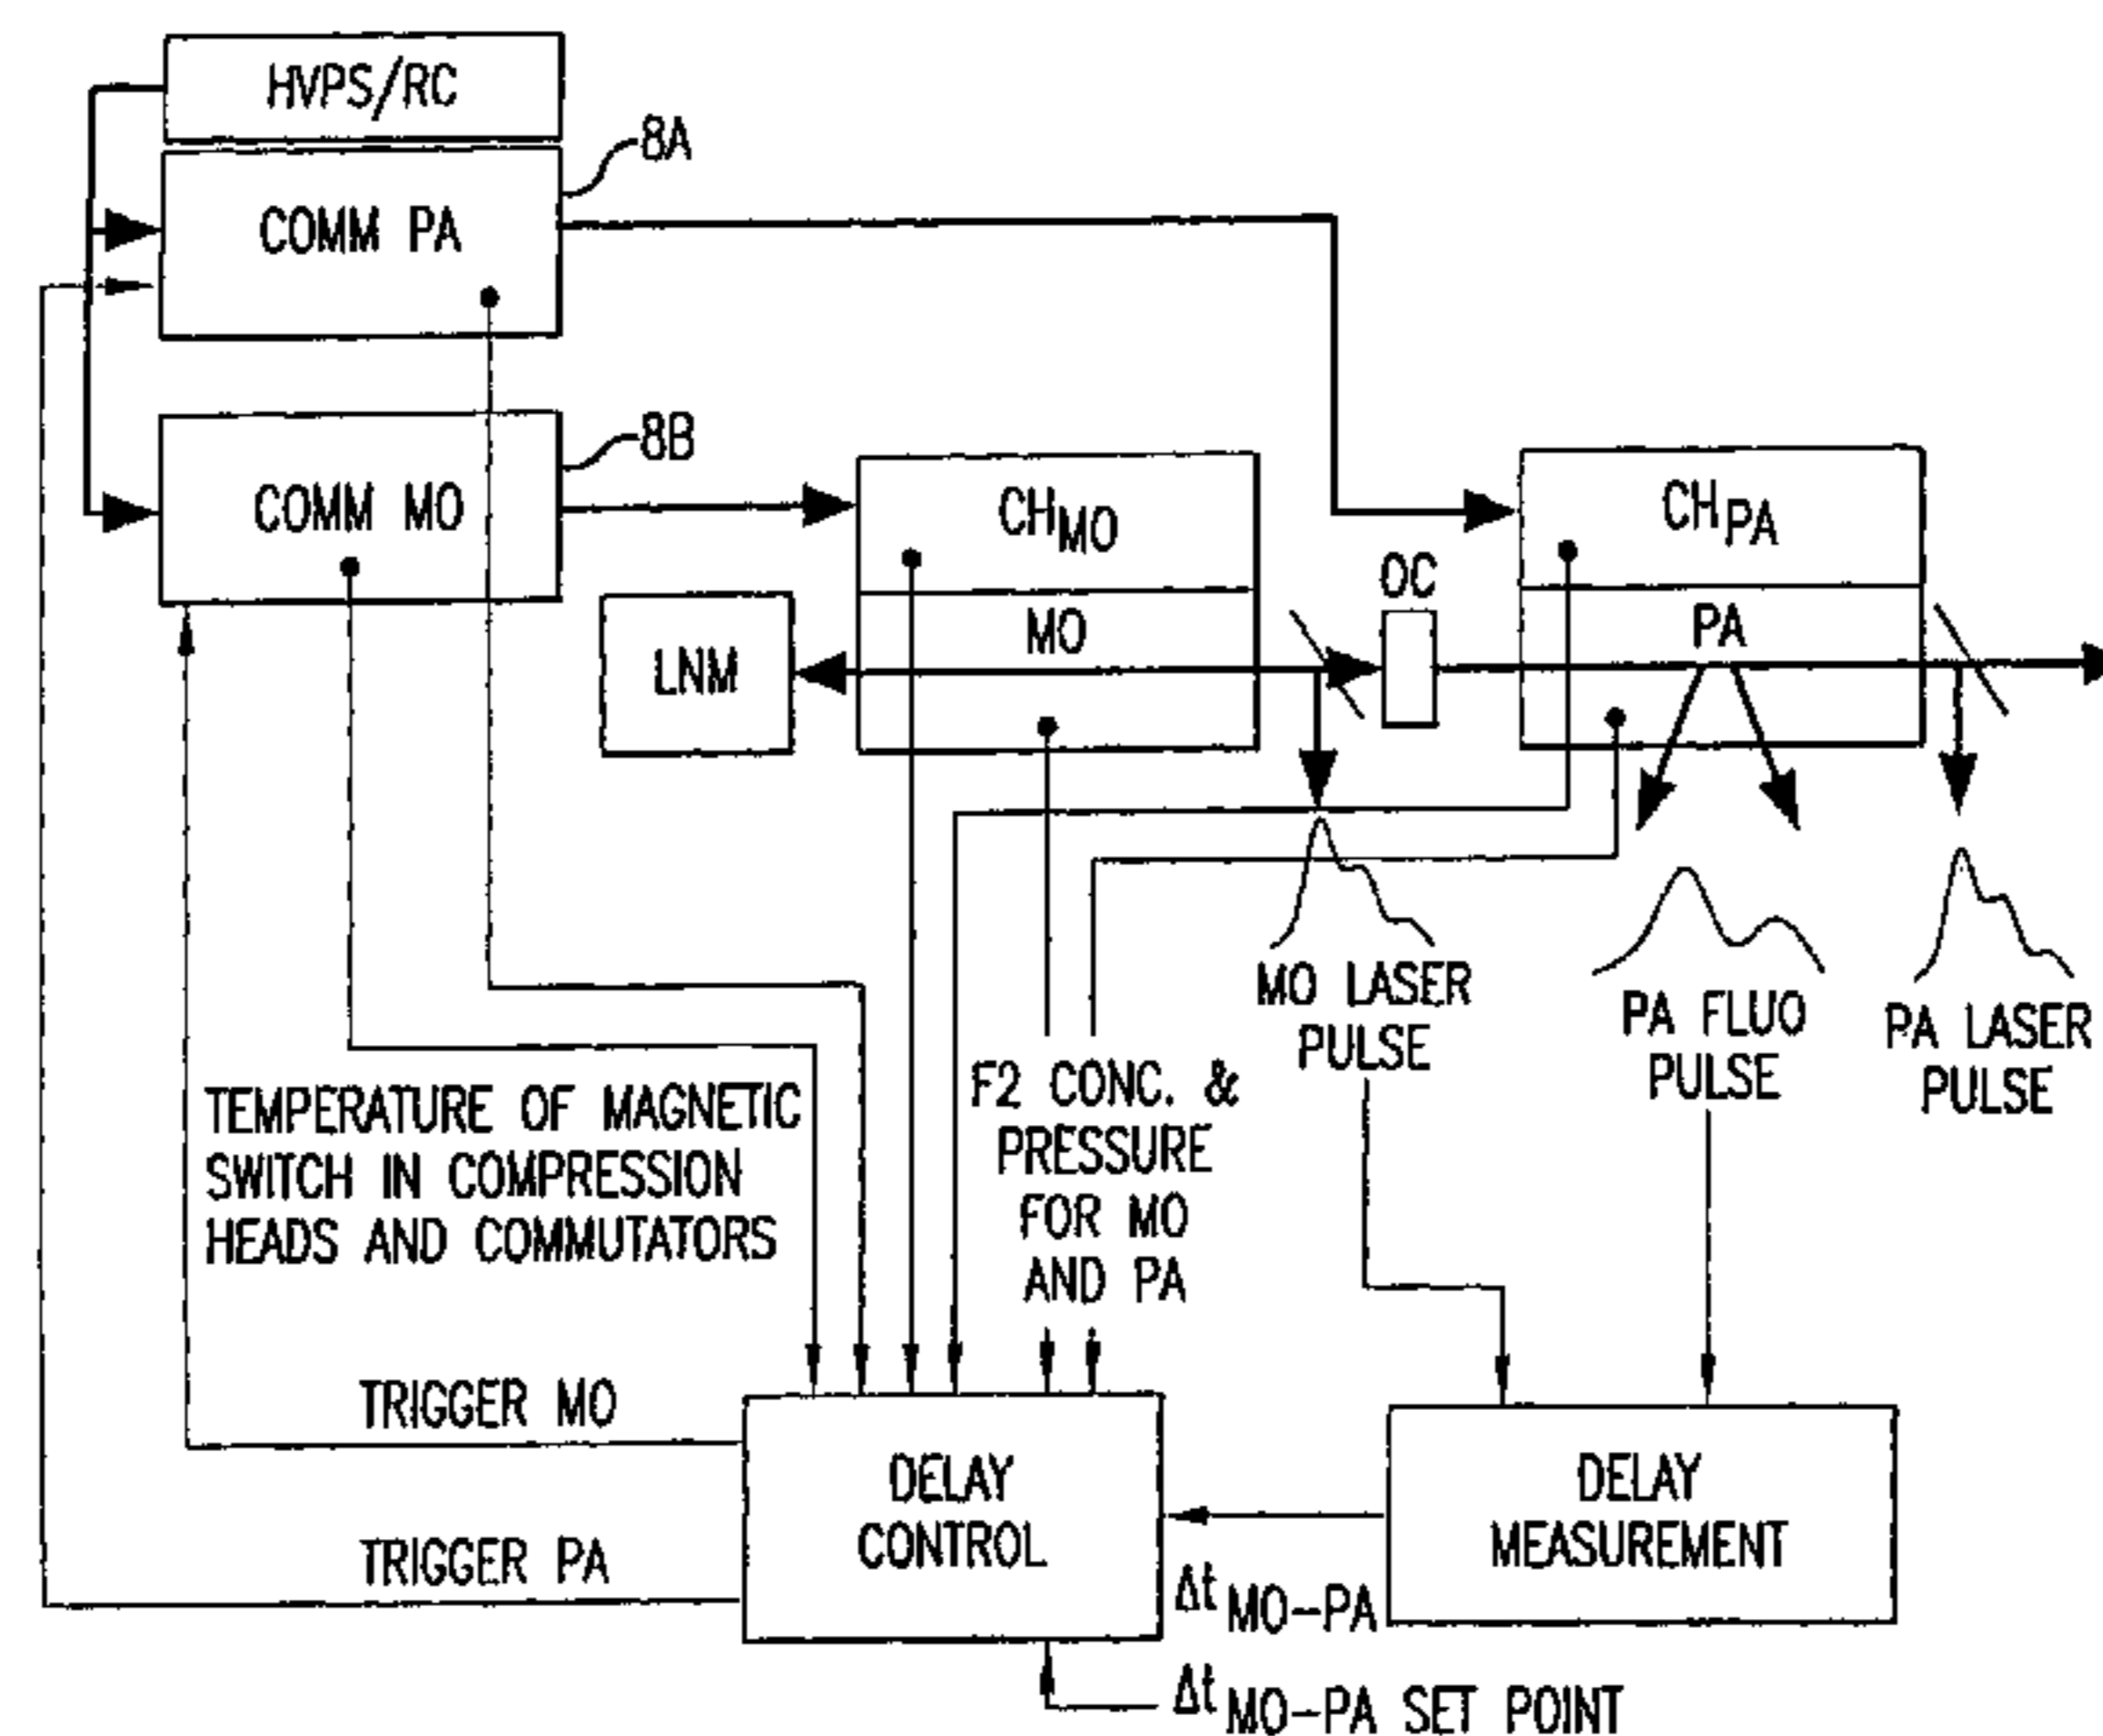 HVPS/RC
8A
COMM PA
8B
COMM MO
CHMO
CHPA
OC
MO
PA
LNM
MO LASER
PULSE
PA FLUO
PULSE
PA LASER
PULSE
TEMPERATURE OF MAGNETIC
SWITCH IN COMPRESSION
HEADS AND COMMUTATORS
F2 CONC. &
PRESSURE
FOR MO
AND PA
TRIGGER MO
TRIGGER PA
DELAY
CONTROL
DELAY
MEASUREMENT
Δt MO-PA
Δt MO-PA SET POINT